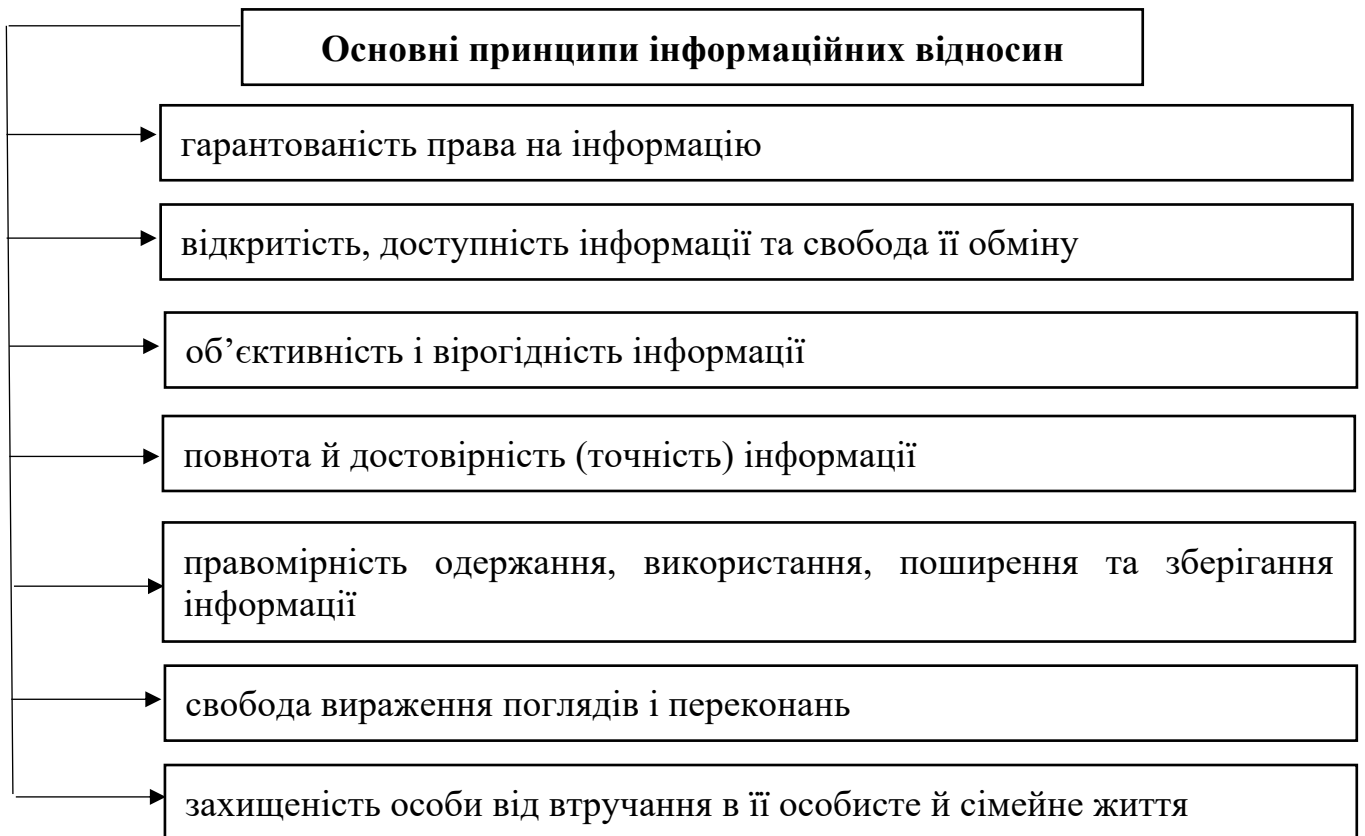 Основні принципи інформаційних відносин
гарантованість права на інформацію
відкритість, доступність інформації та свобода її обміну
об’єктивність і вірогідність інформації
повнота й достовірність (точність) інформації
правомірність одержання, використання, поширення та зберігання
інформації
свобода вираження поглядів і переконань
захищеність особи від втручання в її особисте й сімейне життя